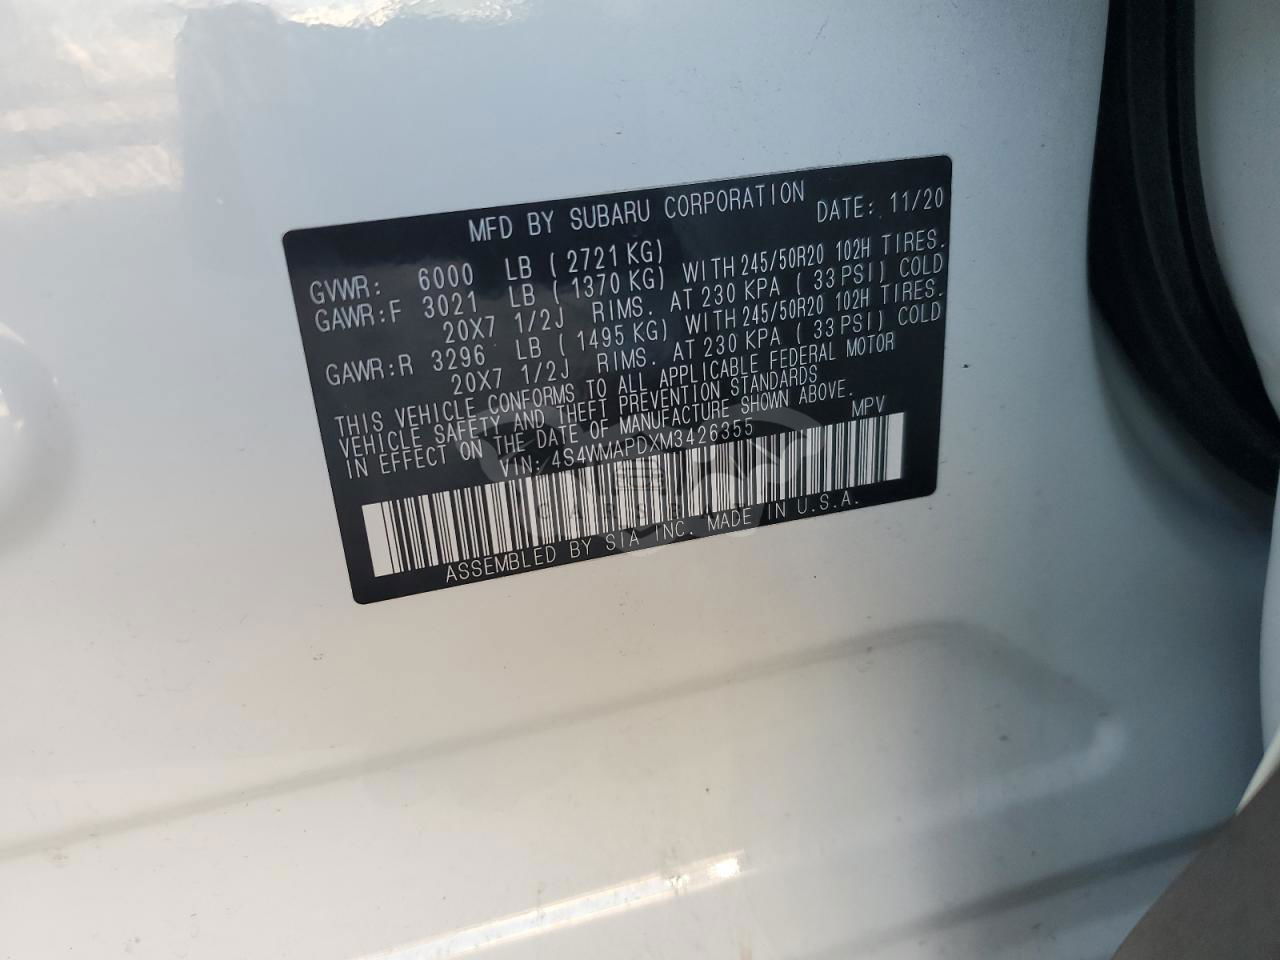 MFD BY SUBARU CORPORATION DATE: 11/20
GVWR: 6000 LB ( 2721 KG)
GAWR:F 3021 LB ( 1370 KG) WITH 245/50R20 102H TIRES.
20X7 1/2J RIMS. AT 230 KPA ( 33 PSI) COLD
GAWR:R 3296 LB ( 1495 KG) WITH 245/50R20 102H TIRES.
20X7 1/2J RIMS. AT 230 KPA ( 33 PSI) COLD
THIS VEHICLE CONFORMS TO ALL APPLICABLE FEDERAL MOTOR
VEHICLE SAFETY AND THEFT PREVENTION STANDARDS
IN EFFECT ON THE DATE OF MANUFACTURE SHOWN ABOVE.
VIN: 4S4WMAPDXM3426355 MPV
ASSEMBLED BY SIA INC. MADE IN U.S.A.